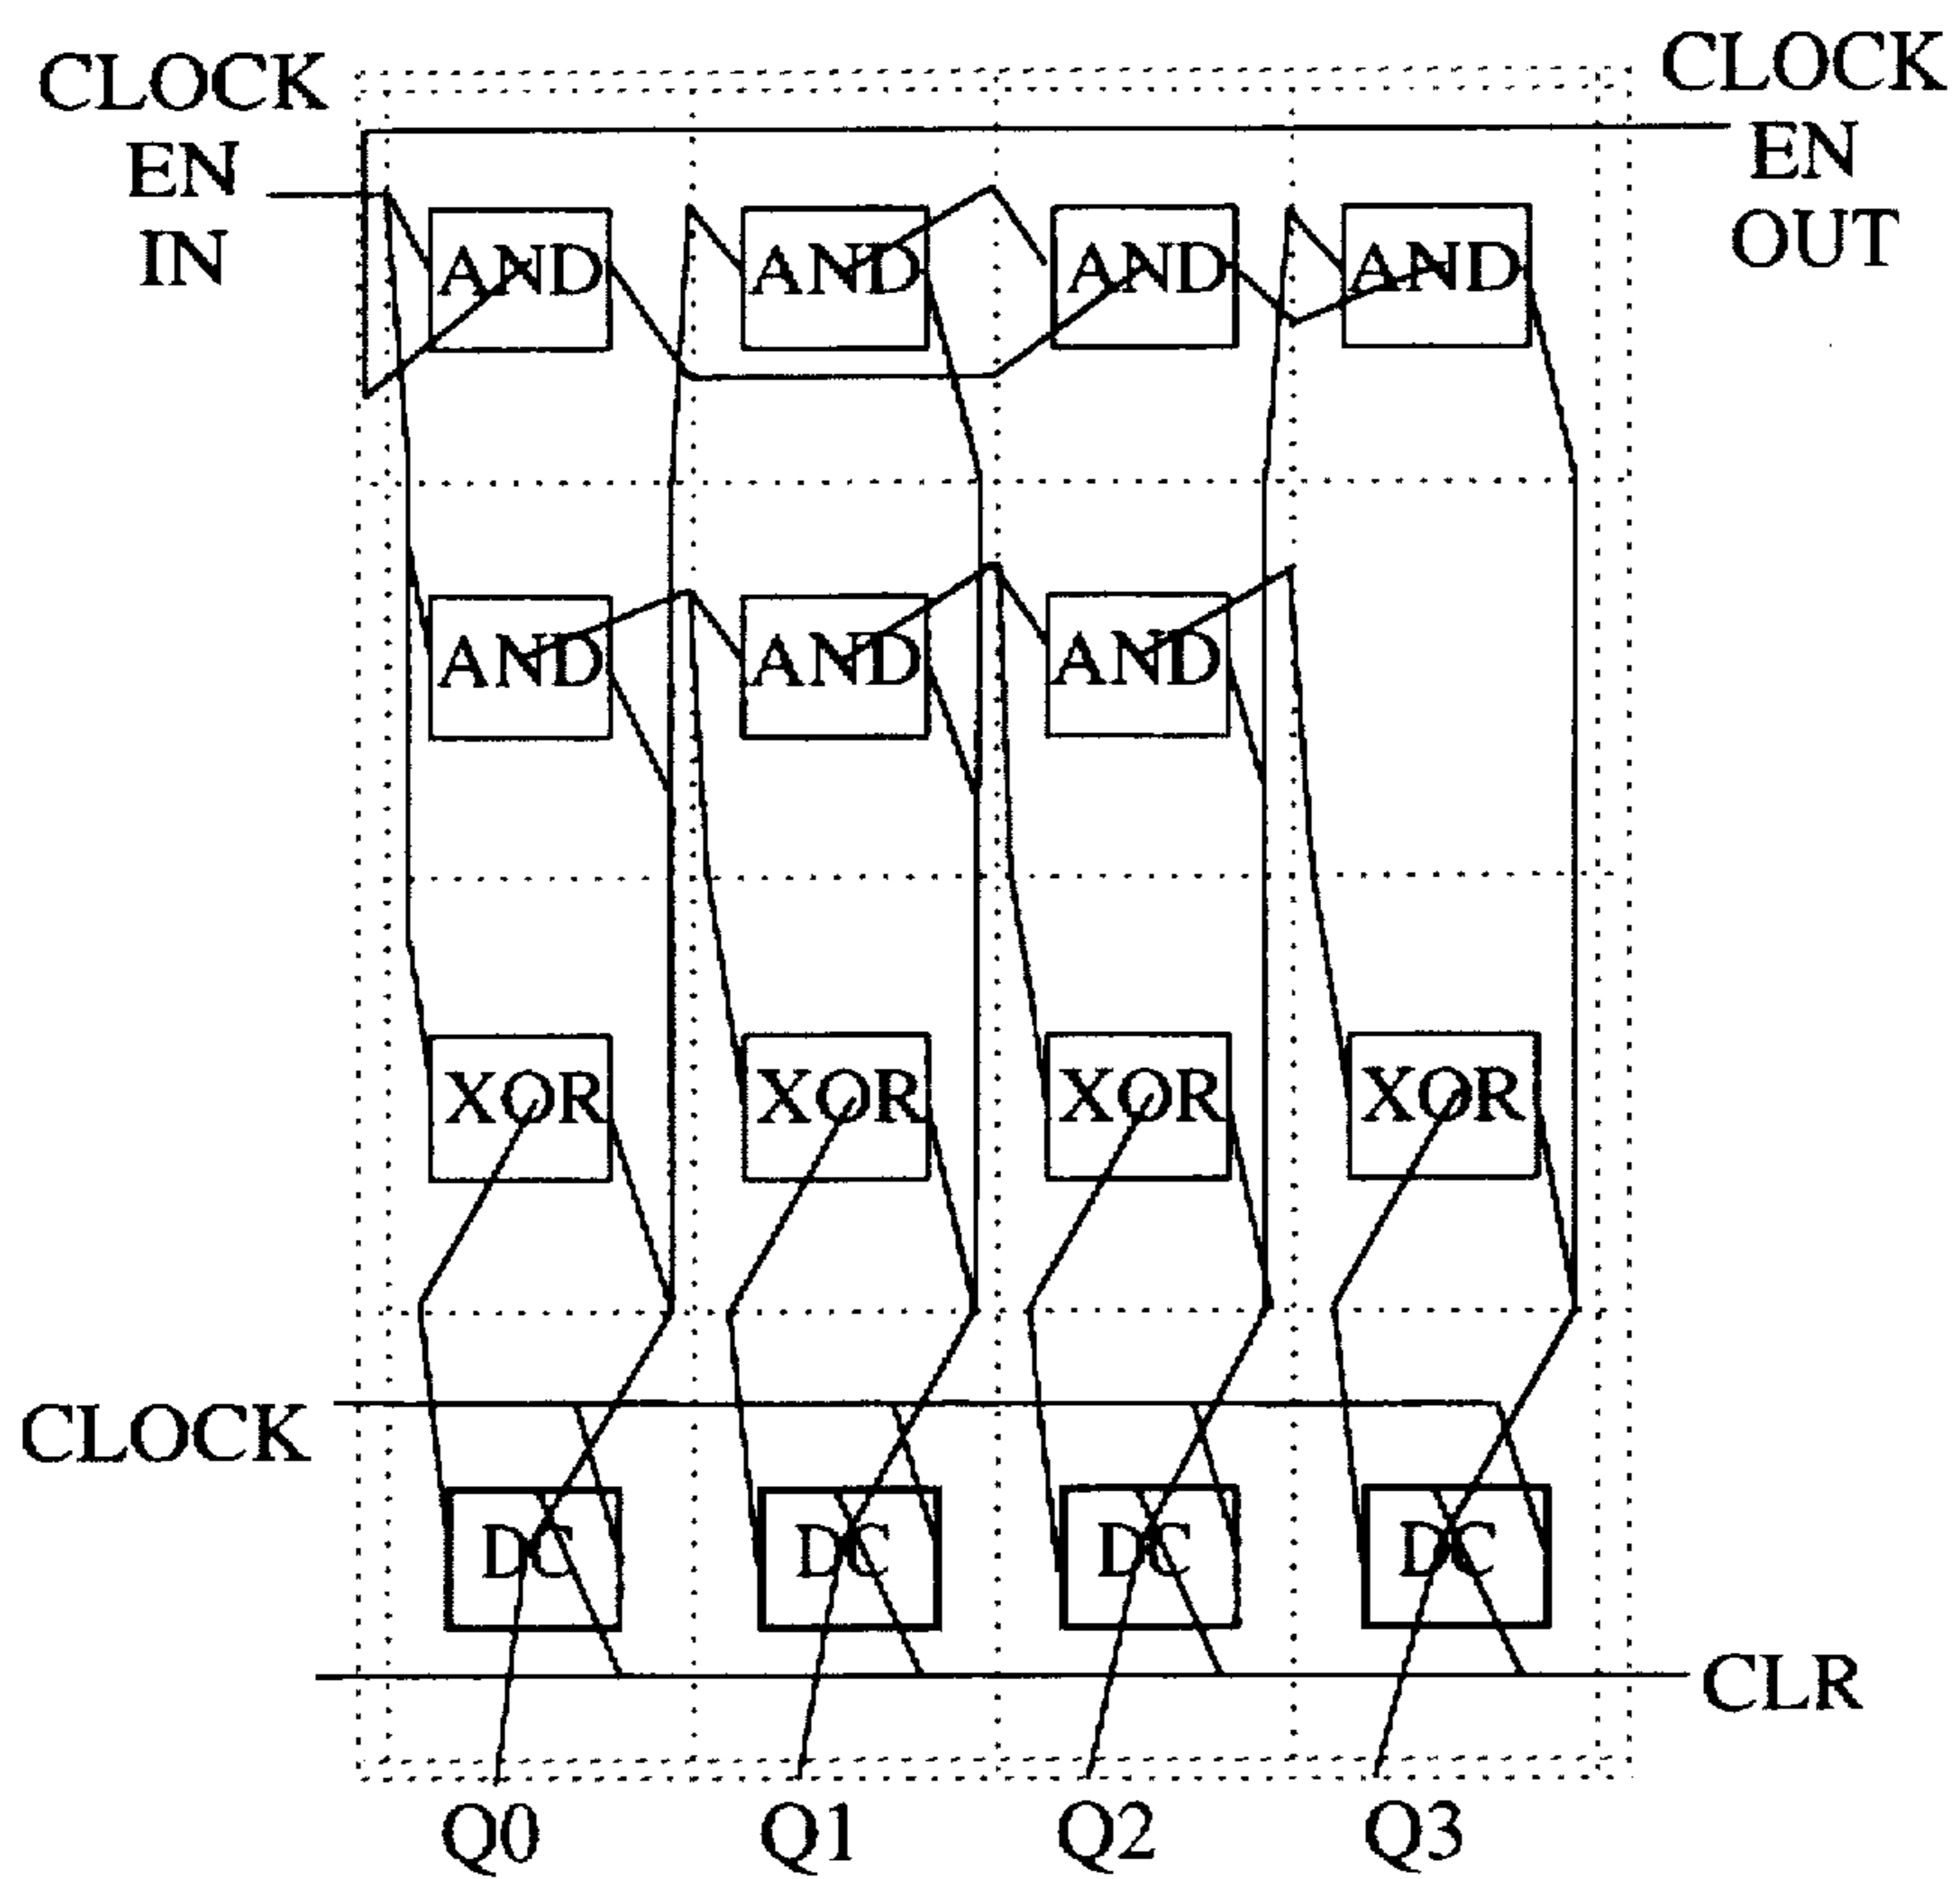 CLOCK
EN
IN
CLOCK
EN
OUT
AND AND AND AND
AND AND AND
XOR XOR XOR XOR
CLOCK
DC DC DC DC
CLR
Q0 Q1 Q2 Q3